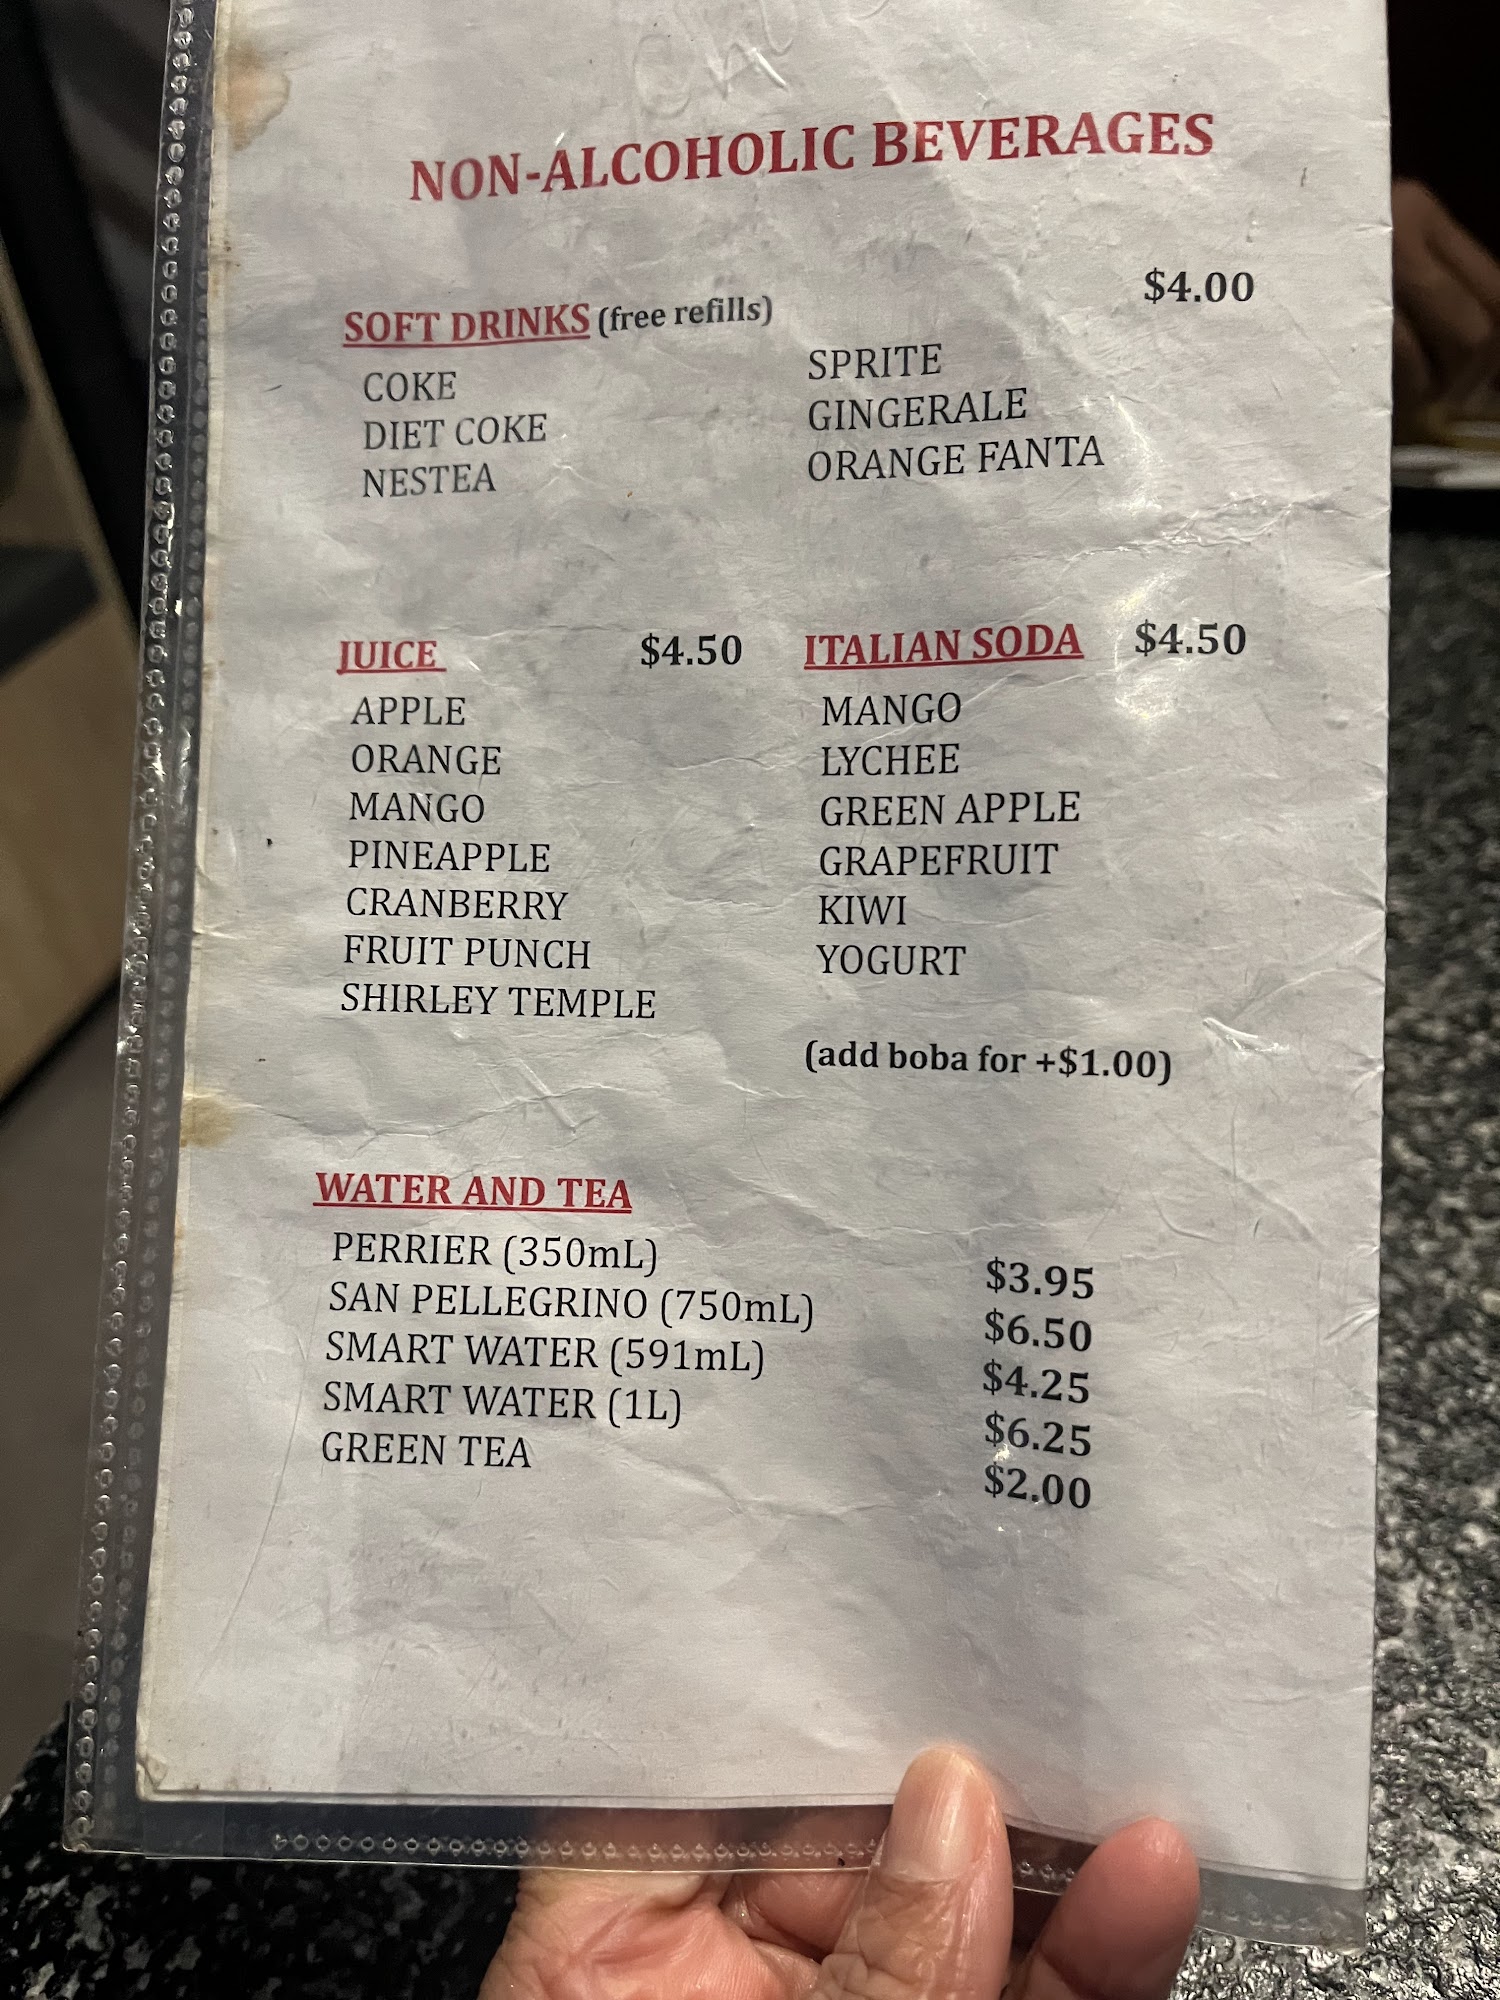 NON-ALCOHOLIC BEVERAGES
SOFT DRINKS (free refills) $4.00
COKE
DIET COKE
NESTEA
SPRITE
GINGERALE
ORANGE FANTA
JUICE $4.50
APPLE
ORANGE
MANGO
PINEAPPLE
CRANBERRY
FRUIT PUNCH
SHIRLEY TEMPLE
ITALIAN SODA $4.50
MANGO
LYCHEE
GREEN APPLE
GRAPEFRUIT
KIWI
YOGURT
(add boba for +$1.00)
WATER AND TEA
PERRIER (350mL) $3.95
SAN PELLEGRINO (750mL) $6.50
SMART WATER (591mL) $4.25
SMART WATER (1L) $6.25
GREEN TEA $2.00